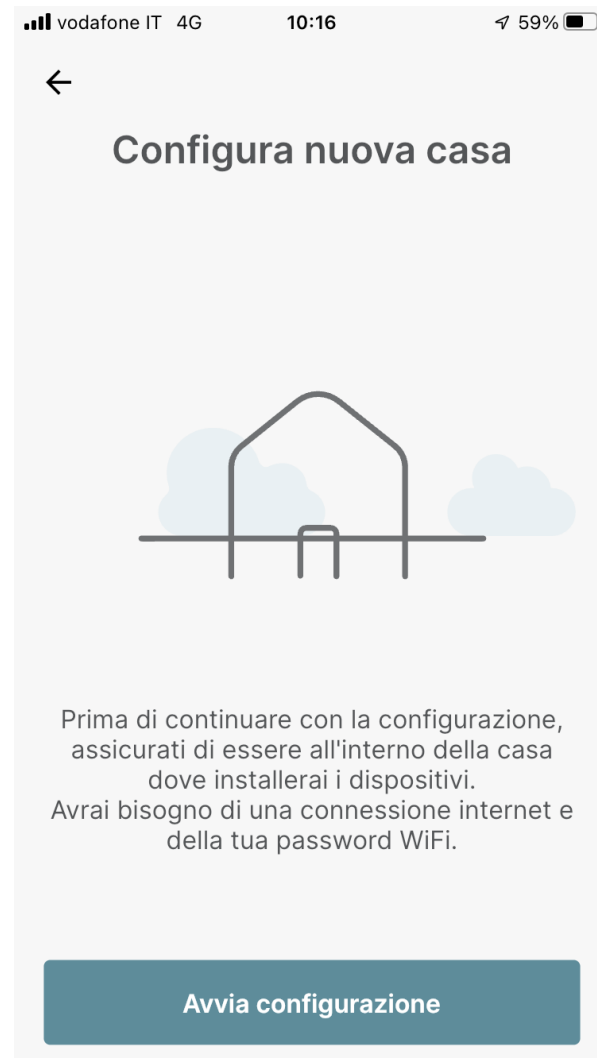 vodafone IT 4G 10:16 59%
Configura nuova casa
Prima di continuare con la configurazione,
assicurati di essere all'interno della casa
dove installerai i dispositivi.
Avrai bisogno di una connessione internet e
della tua password WiFi.
Avvia configurazione